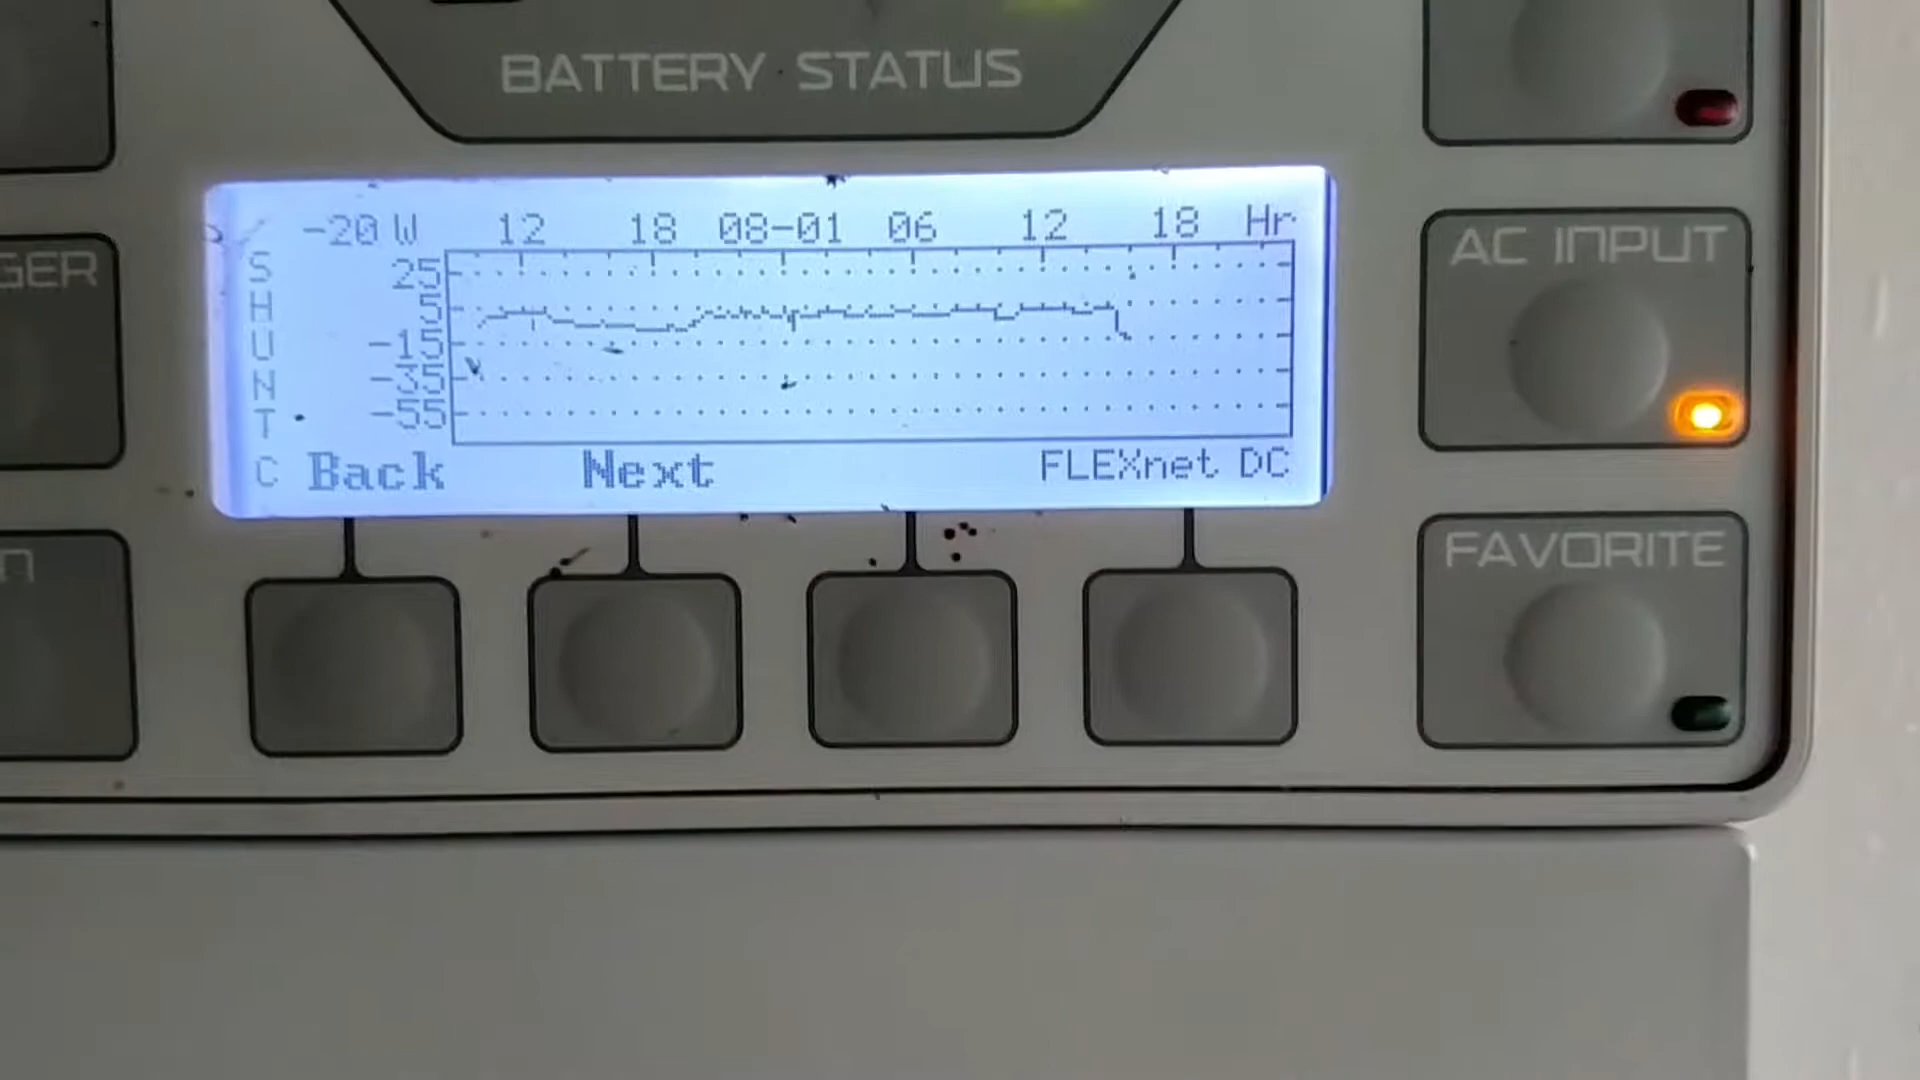 BATTERY STATUS
-20 W 12 18 08-01 06 12 18 Hr
SHUNT C
25
5
-15
-35
-55
Back Next FLEXnet DC
GER
AC INPUT
FAVORITE